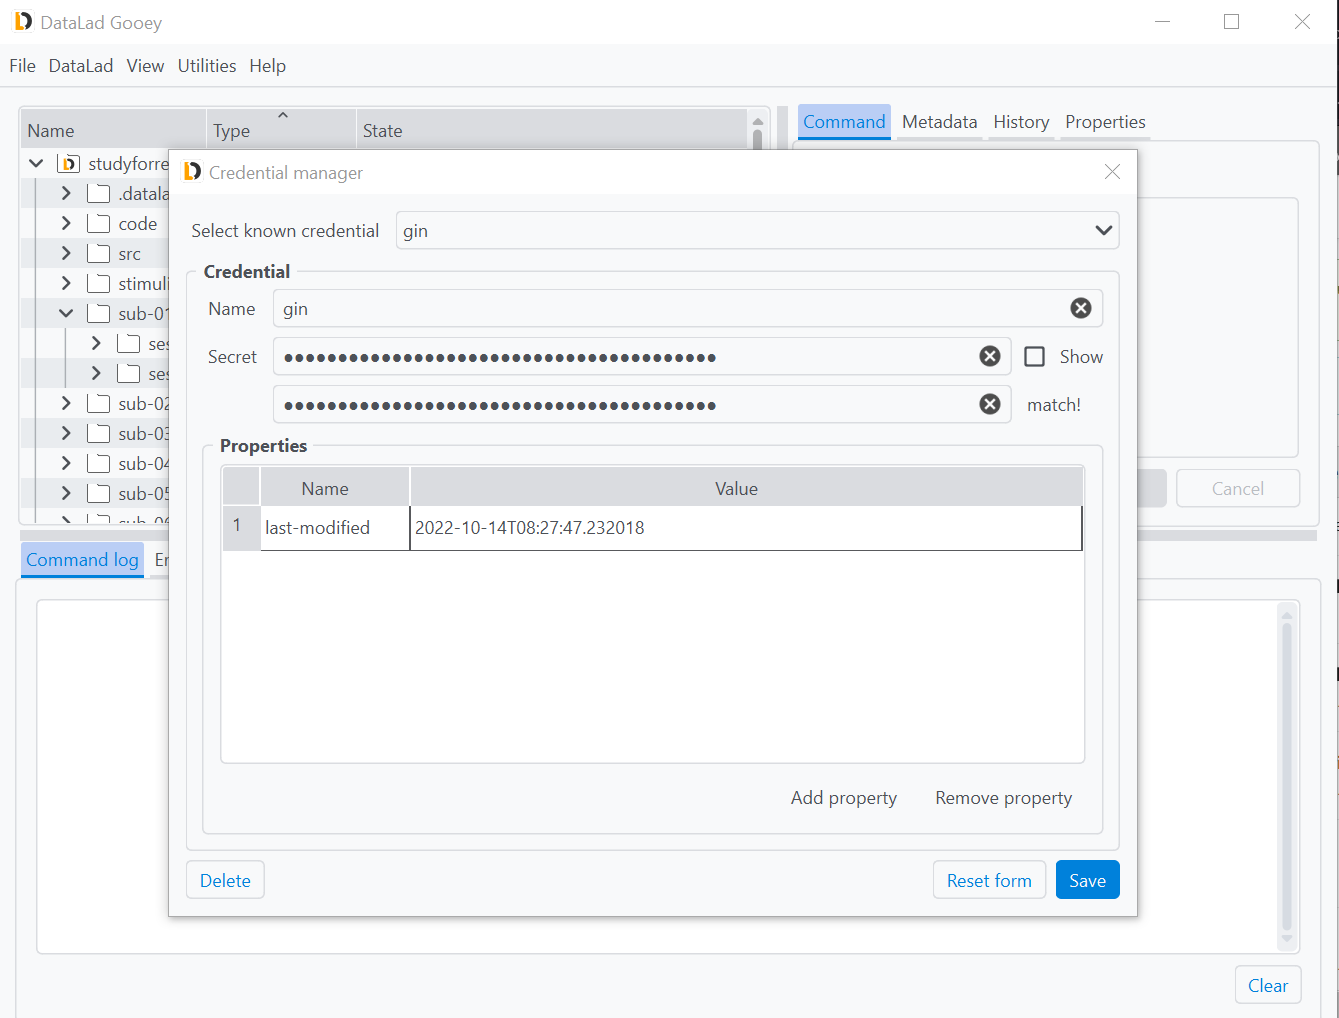 DataLad Gooey
File DataLad View Utilities Help
Name Type State
Command Metadata History Properties
studyforre
.datala
code
src
stimuli
sub-01
ses
ses
sub-02
sub-03
sub-04
sub-05
sub-06
Credential manager
Select known credential gin
Credential
Name gin
Secret ●●●●●●●●●●●●●●●●●●●●●●●●●●●●●●●●●●●●●●●● Show
●●●●●●●●●●●●●●●●●●●●●●●●●●●●●●●●●●●●●●●● match!
Properties
Name Value
1 last-modified 2022-10-14T08:27:47.232018
Add property Remove property
Delete Reset form Save
Cancel
Command log Er
Clear